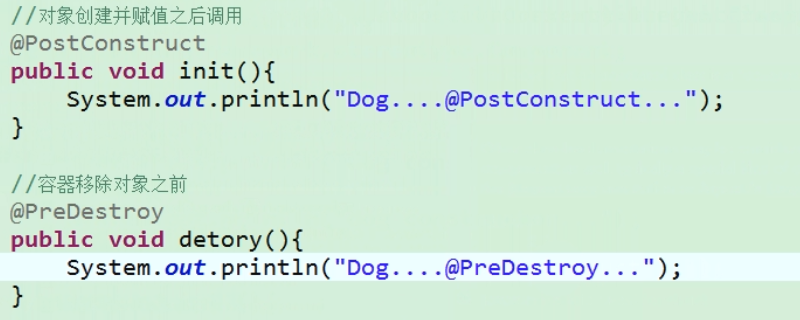 //对象创建并赋值之后调用
@PostConstruct
public void init(){
    System.out.println("Dog....@PostConstruct...");
}
//容器移除对象之前
@PreDestroy
public void detory(){
    System.out.println("Dog....@PreDestroy...");
}